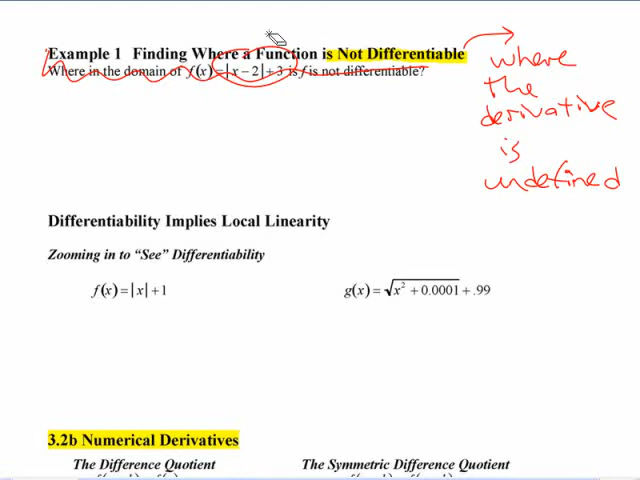 Example 1 Finding Where a Function is Not Differentiable
Where in the domain of f(x) = |x − 2| + 3 is f is not differentiable?
where
the
derivative
is
undefined
Differentiability Implies Local Linearity
Zooming in to “See” Differentiability
f(x) = |x| + 1
g(x) = √(x² + 0.0001) + .99
3.2b Numerical Derivatives
The Difference Quotient
The Symmetric Difference Quotient